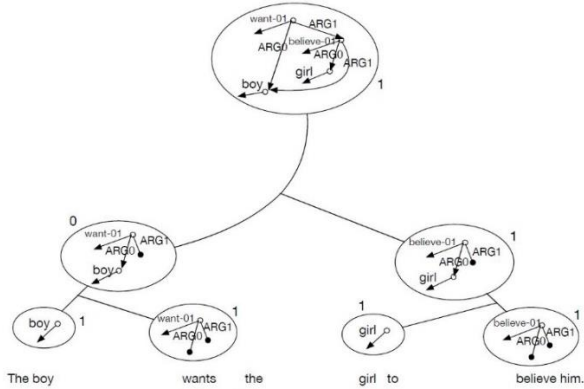 want-01 ARG1
believe-01
ARG0 ARG0
ARG1
girl
boy
1
0
want-01
ARG1
ARG0
boy
1
believe-01
ARG1
ARG0
girl
boy
1
want-01
ARG1
ARG0
1
1
girl
1
believe-01
ARG1
ARG0
The boy wants the girl to believe him.